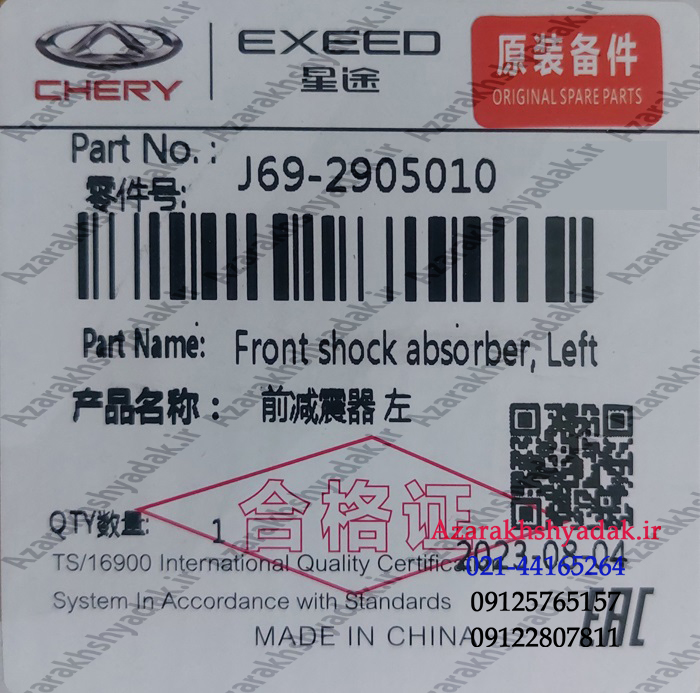 CHERY
EXEED
星途
原装备件
ORIGINAL SPARE PARTS
Part No. :
零件号:
J69-2905010
Part Name: Front shock absorber, Left
产品名称： 前减震器 左
合格证
QTY数量: 1
Azarakhshyadak.ir
2023-08-04
TS/16900 International Quality Certification
021-44165264
System In Accordance with Standards
09125765157
EAC
MADE IN CHINA
09122807811